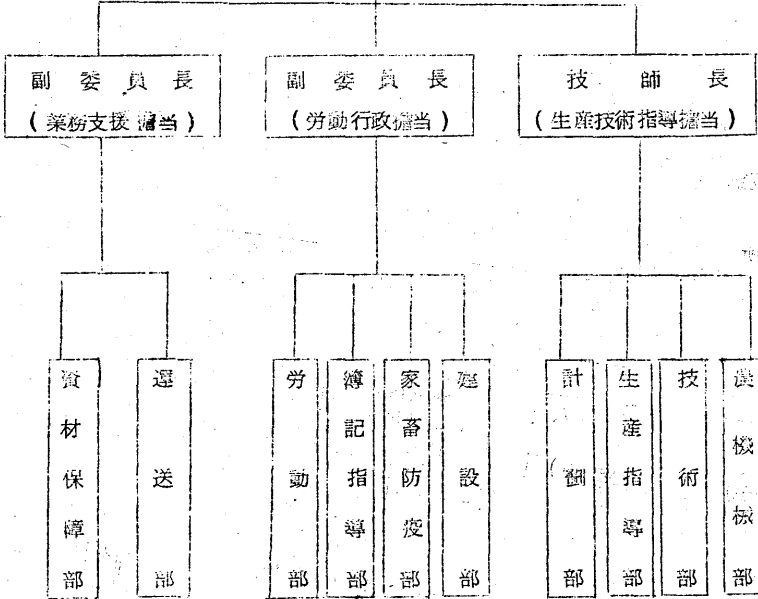 副委員長
(業務支援担当)
副委員長
(労動行政担当)
技師長
(生産技術指導担当)
資材保障部
運送部
労動部
簿記指導部
家畜防疫部
建設部
計劃部
生産指導部
技術部
農機械部